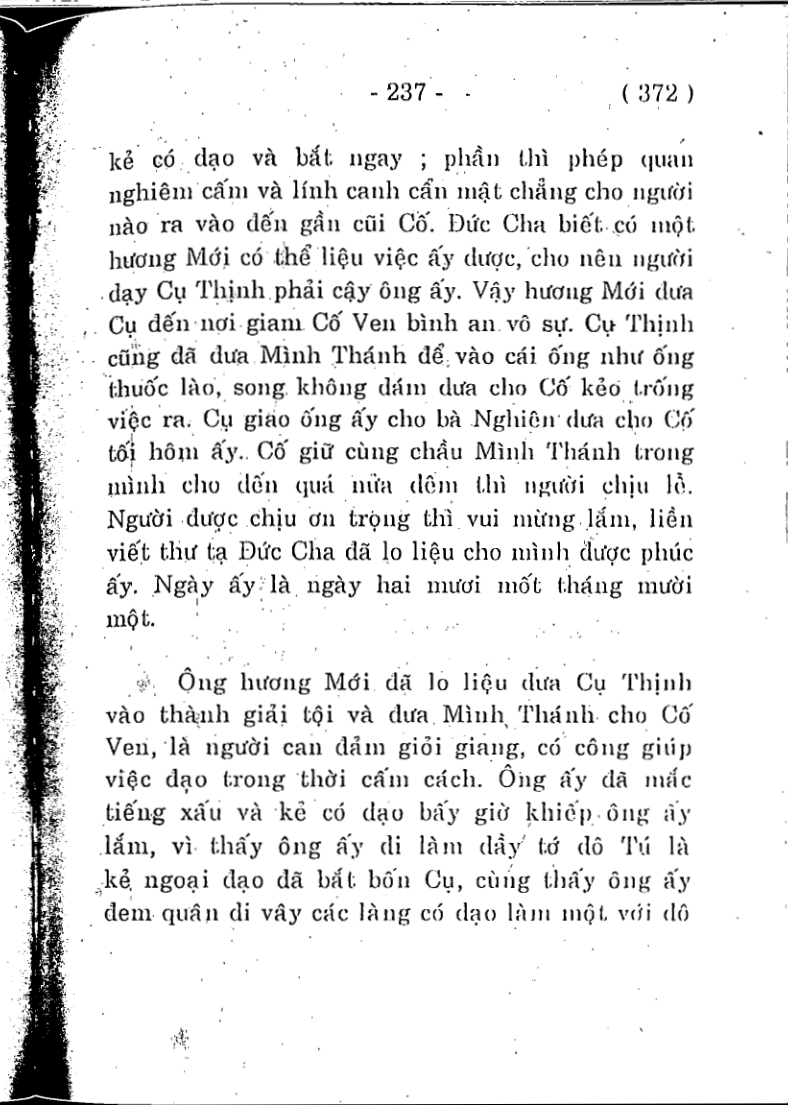 - 237 - ( 372 )
kẻ có đạo và bắt ngay ; phần thì phép quan
nghiêm cấm và lính canh cẩn mật chẳng cho người
nào ra vào đến gần cũi Cố. Đức Cha biết có một
hương Mới có thể liệu việc ấy được, cho nên người
dạy Cụ Thịnh phải cậy ông ấy. Vậy hương Mới đưa
Cụ đến nơi giam Cố Ven bình an vô sự. Cụ Thịnh
cũng đã đưa Mình Thánh để vào cái ống như ống
thuốc lào, song không dám đưa cho Cố kẻo trống
việc ra. Cụ giao ống ấy cho bà Nghiên đưa cho Cố
tối hôm ấy. Cố giữ cùng chầu Mình Thánh trong
mình cho đến quá nửa đêm thì người chịu lễ.
Người được chịu ơn trọng thì vui mừng lắm, liền
viết thư tạ Đức Cha đã lo liệu cho mình được phúc
ấy. Ngày ấy là ngày hai mươi mốt tháng mười
một.
Ông hương Mới đã lo liệu đưa Cụ Thịnh
vào thành giải tội và đưa Mình Thánh cho Cố
Ven, là người can đảm giỏi giang, có công giúp
việc đạo trong thời cấm cách. Ông ấy đã mắc
tiếng xấu và kẻ có đạo bấy giờ khiếp ông ấy
lắm, vì thấy ông ấy đi làm đầy tớ đô Tú là
kẻ ngoại đạo đã bắt bốn Cụ, cùng thấy ông ấy
đem quân đi vây các làng có đạo làm một với đô